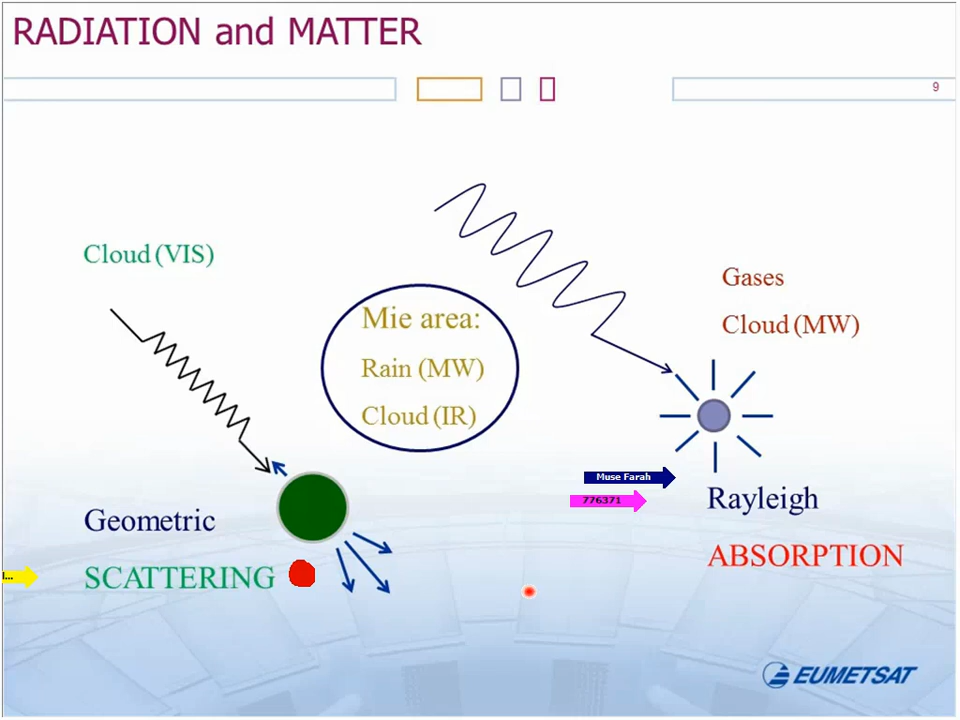 RADIATION and MATTER
9
Cloud (VIS)
Mie area:
Rain (MW)
Cloud (IR)
Gases
Cloud (MW)
Muse Farah
776371
Geometric
SCATTERING
Rayleigh
ABSORPTION
EUMETSAT